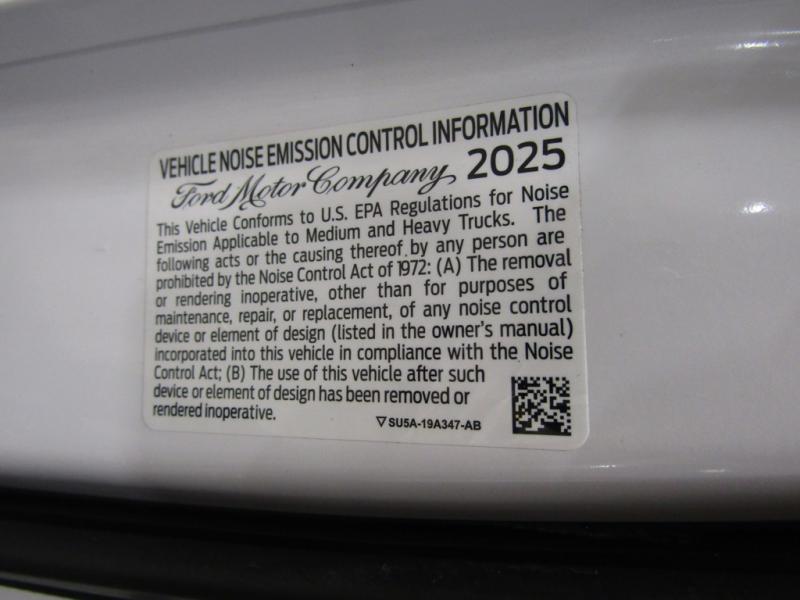 VEHICLE NOISE EMISSION CONTROL INFORMATION
Ford Motor Company 2025
This Vehicle Conforms to U.S. EPA Regulations for Noise
Emission Applicable to Medium and Heavy Trucks. The
following acts or the causing thereof by any person are
prohibited by the Noise Control Act of 1972: (A) The removal
or rendering inoperative, other than for purposes of
maintenance, repair, or replacement, of any noise control
device or element of design (listed in the owner's manual)
incorporated into this vehicle in compliance with the Noise
Control Act; (B) The use of this vehicle after such
device or element of design has been removed or
rendered inoperative.
SU5A-19A347-AB